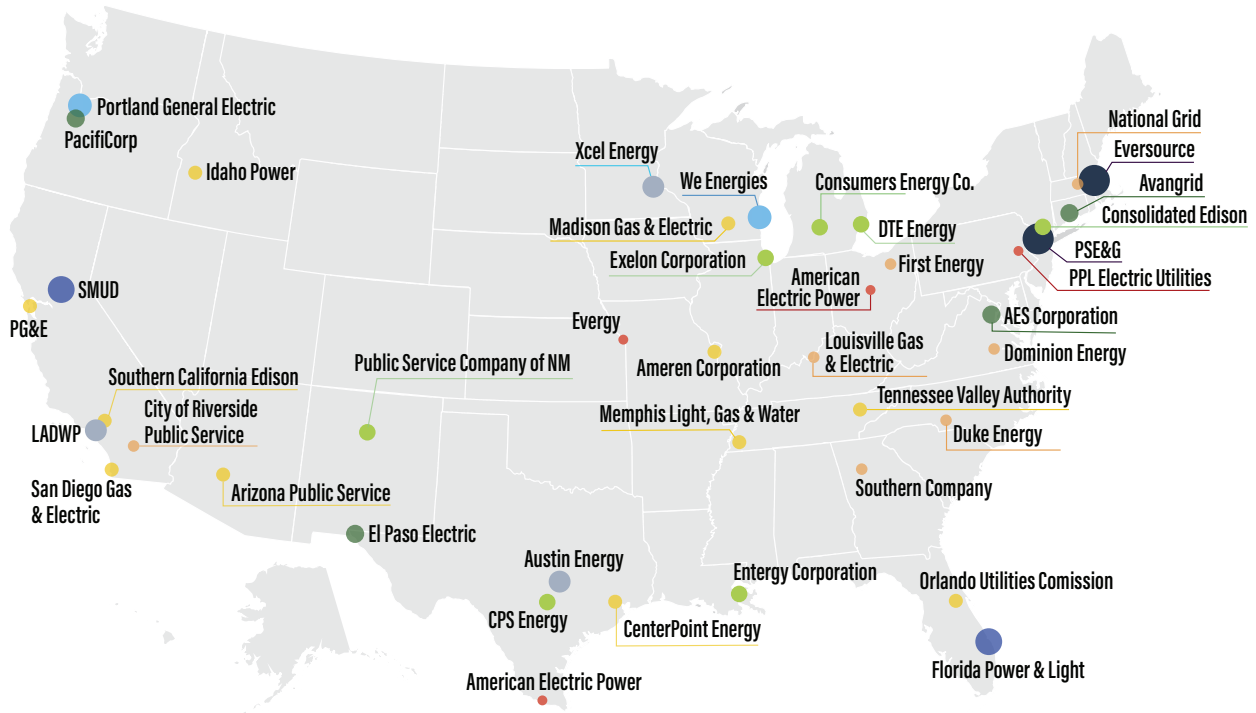 National Grid
Portland General Electric
Eversource
PacifiCorp
Xcel Energy
Idaho Power
We Energies
Consumers Energy Co.
Avangrid
Consolidated Edison
Madison Gas & Electric
DTE Energy
PSE&G
Exelon Corporation
First Energy
American
Electric Power
PPL Electric Utilities
SMUD
PG&E
AES Corporation
Evergy
Louisville Gas
& Electric
Dominion Energy
Public Service Company of NM
Ameren Corporation
Southern California Edison
Tennessee Valley Authority
City of Riverside
Public Service
Memphis Light, Gas & Water
LADWP
Duke Energy
San Diego Gas
& Electric
Arizona Public Service
Southern Company
El Paso Electric
Austin Energy
Entergy Corporation
Orlando Utilities Comission
CPS Energy
CenterPoint Energy
Florida Power & Light
American Electric Power